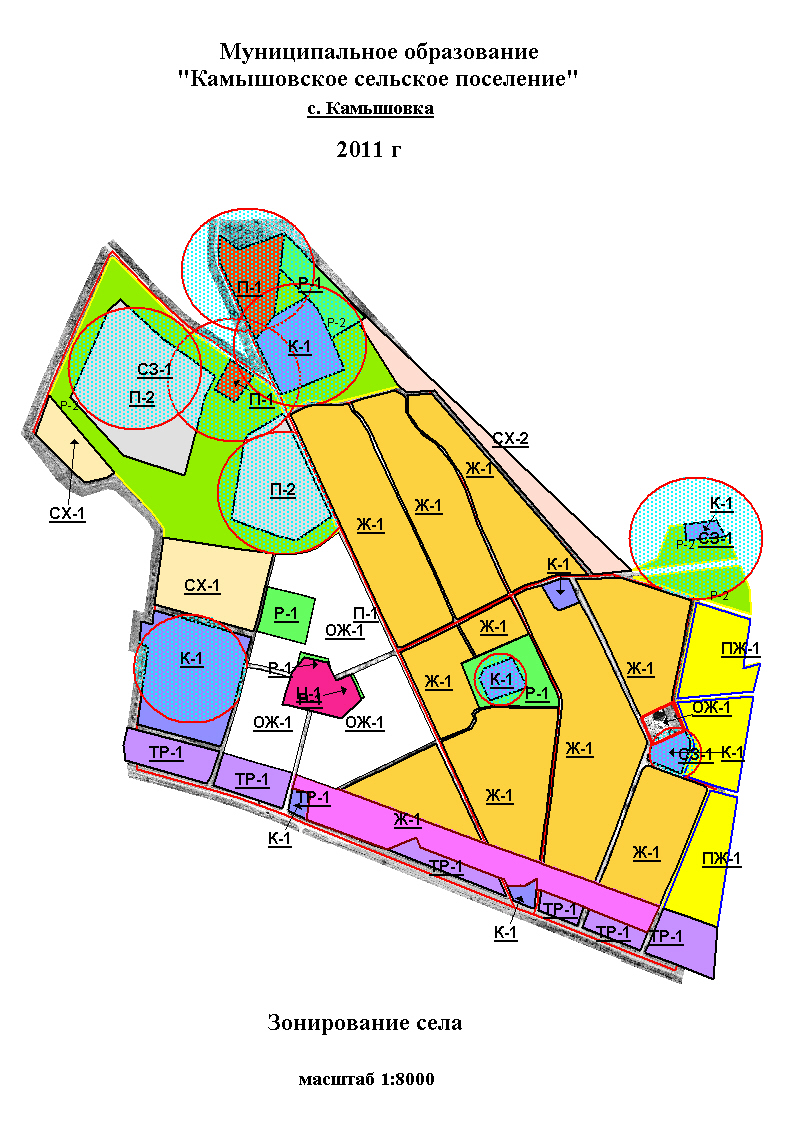 Муниципальное образование
"Камышовское сельское поселение"
с. Камышовка
2011 г
П-1
Р-1
Р-2
К-1
СЗ-1
П-2
П-1
Р-2
СХ-2
Ж-1
СХ-1
П-2
Ж-1
Ж-1
К-1
СЗ-1
Р-2
К-1
СХ-1
Р-2
Р-1
П-1
ОЖ-1
Ж-1
К-1
Р-1
Ж-1
ПЖ-1
Ж-1
К-1
Р-1
ОЖ-1
ОЖ-1
ОЖ-1
ТР-1
Ж-1
СЗ-1
К-1
ТР-1
ТР-1
Ж-1
К-1
Ж-1
Ж-1
ПЖ-1
ТР-1
К-1
ТР-1
ТР-1
ТР-1
Зонирование села
масштаб 1:8000